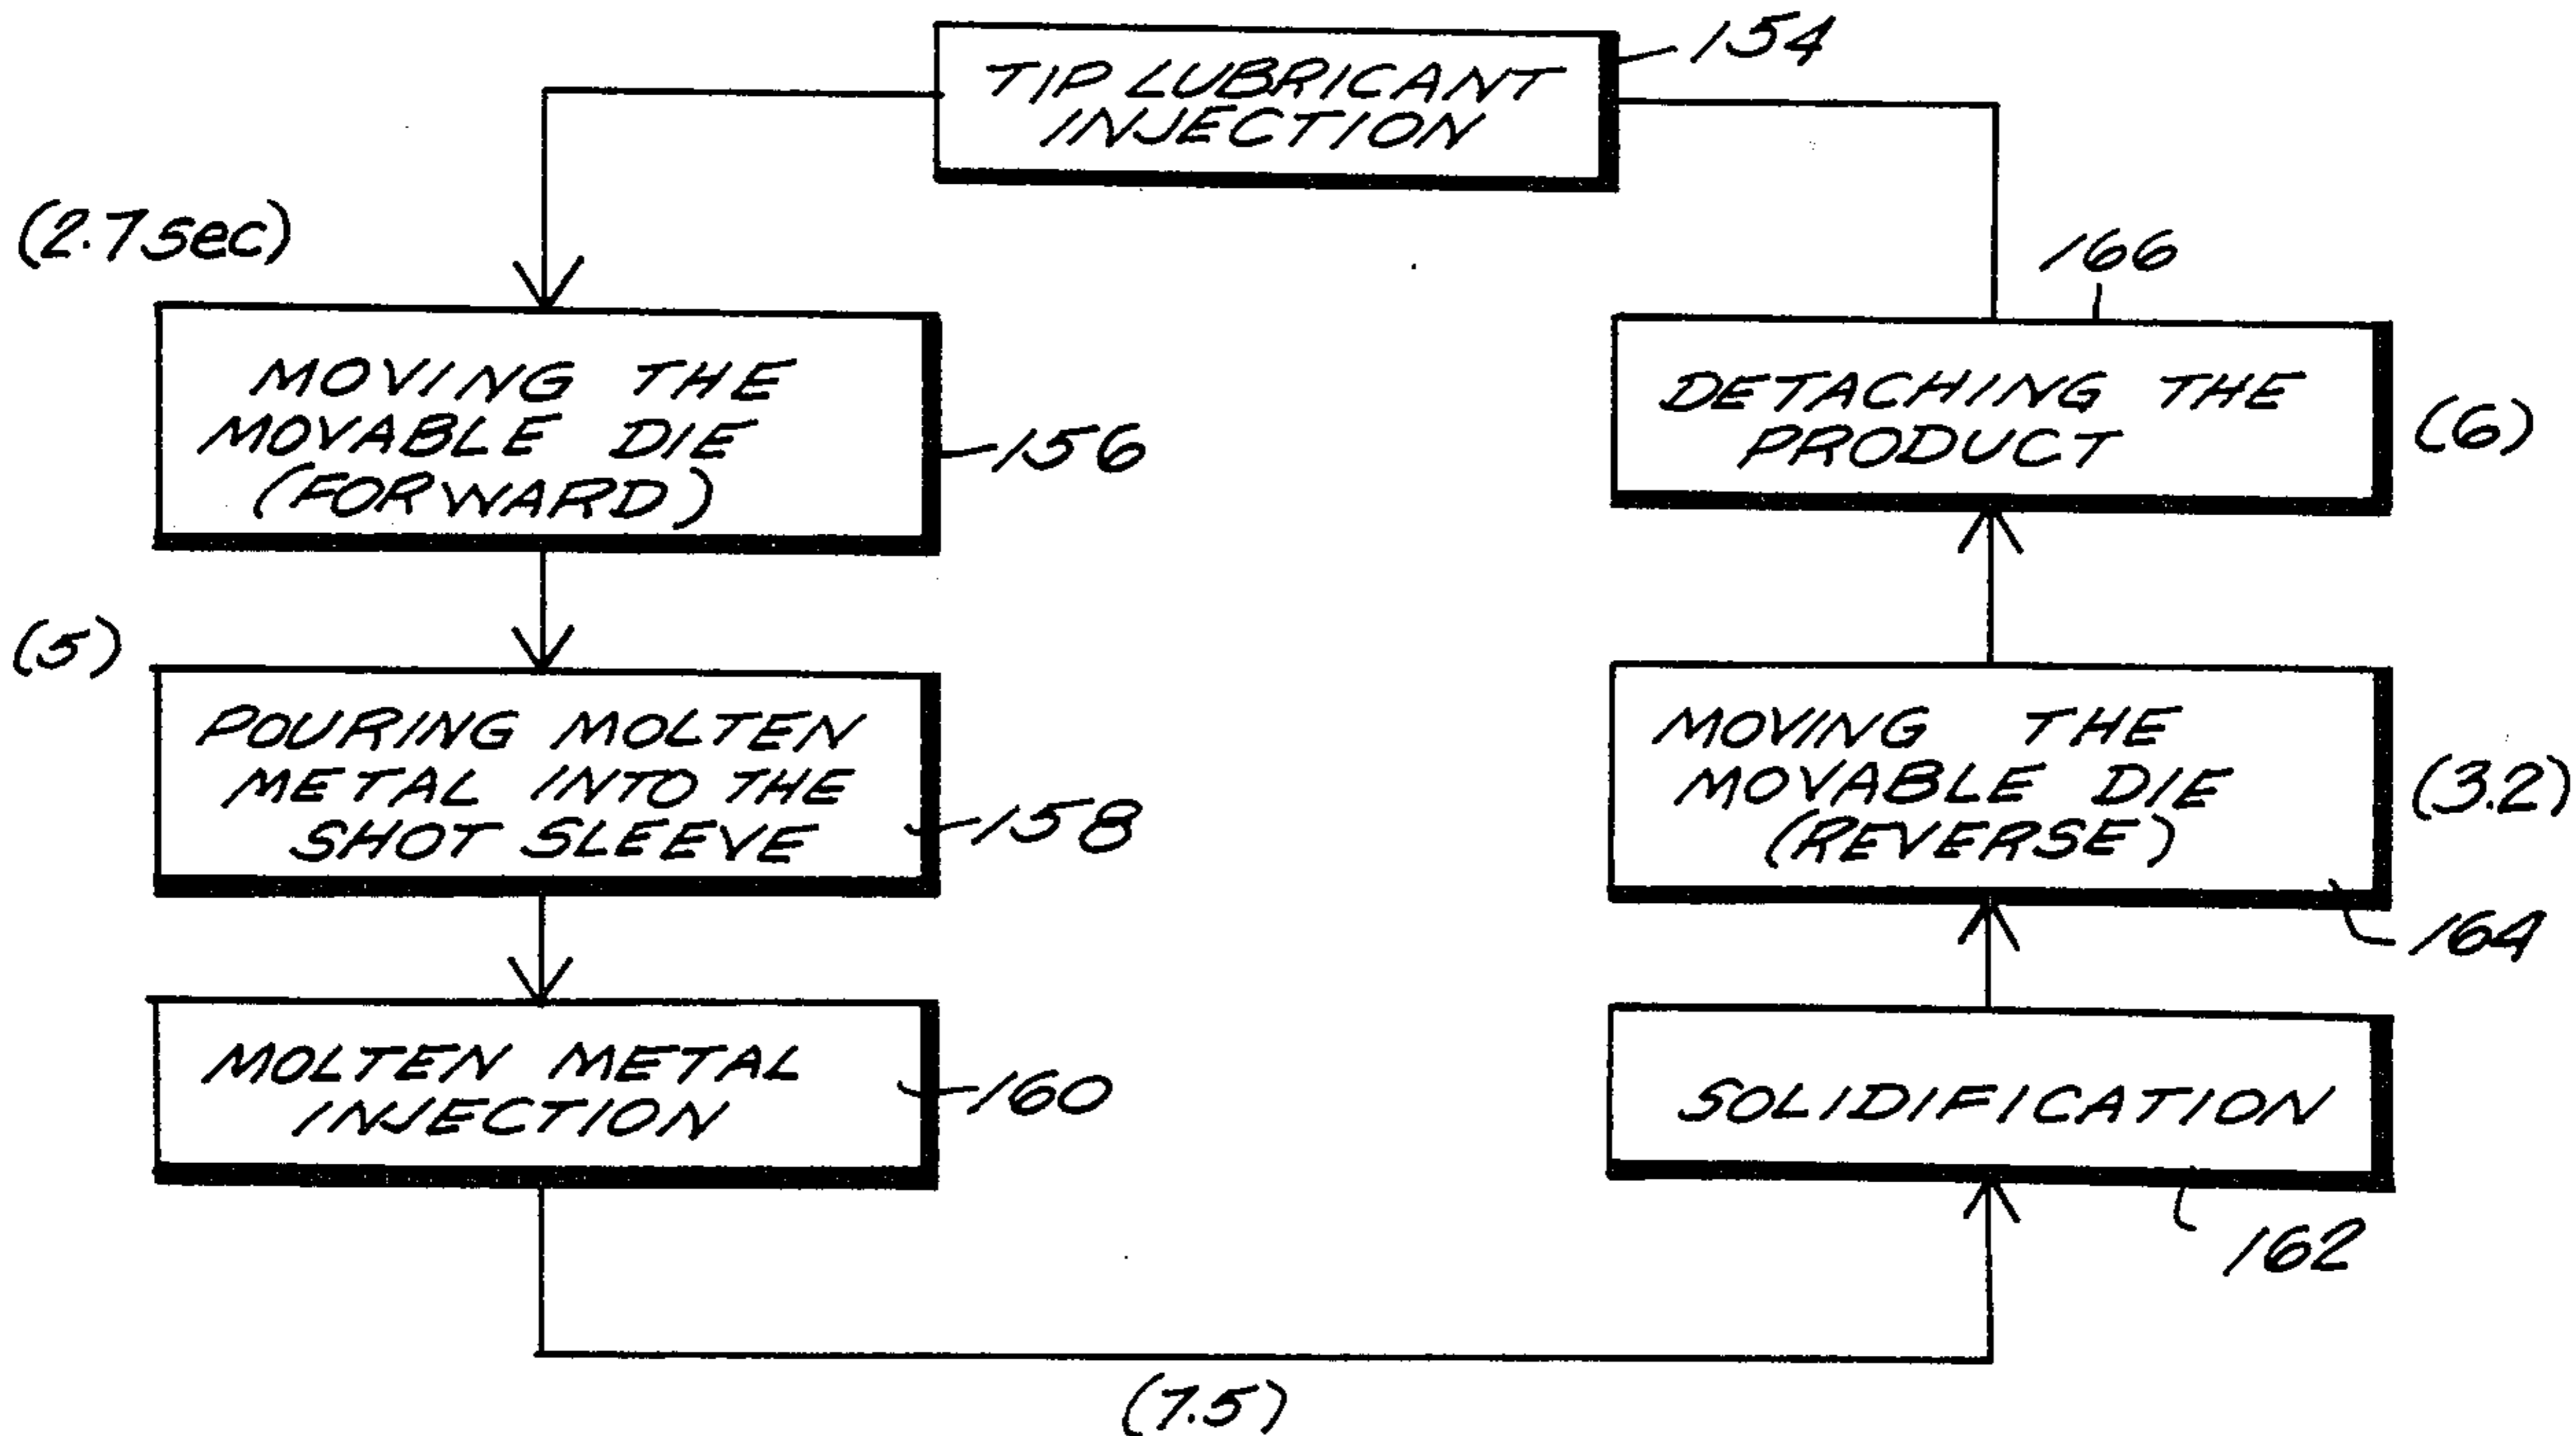 TIP LUBRICANT
INJECTION
154
(2.7 sec)
MOVING THE
MOVABLE DIE
(FORWARD)
156
(5)
POURING MOLTEN
METAL INTO THE
SHOT SLEEVE
158
MOLTEN METAL
INJECTION
160
(7.5)
SOLIDIFICATION
162
MOVING THE
MOVABLE DIE
(REVERSE)
(3.2)
164
166
DETACHING THE
PRODUCT
(6)